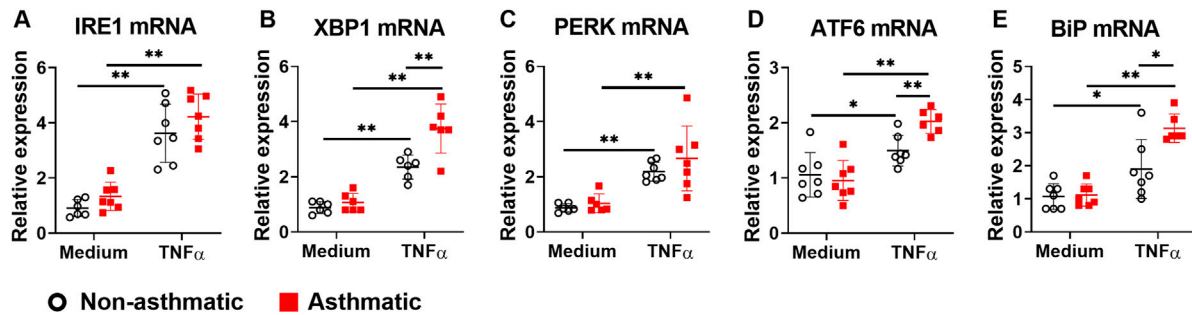 A
IRE1 mRNA
Relative expression
6
4
2
0
**
**
Medium
TNFα
B
XBP1 mRNA
Relative expression
6
4
2
0
**
**
**
Medium
TNFα
C
PERK mRNA
Relative expression
6
4
2
0
**
**
Medium
TNFα
D
ATF6 mRNA
Relative expression
3
2
1
0
**
**
*
Medium
TNFα
E
BiP mRNA
Relative expression
5
4
3
2
1
0
*
**
*
Medium
TNFα
Non-asthmatic
Asthmatic